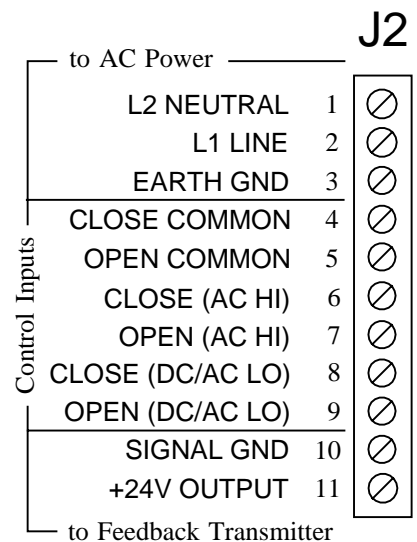 J2
to AC Power
L2 NEUTRAL 1
L1 LINE 2
EARTH GND 3
Control Inputs
CLOSE COMMON 4
OPEN COMMON 5
CLOSE (AC HI) 6
OPEN (AC HI) 7
CLOSE (DC/AC LO) 8
OPEN (DC/AC LO) 9
SIGNAL GND 10
+24V OUTPUT 11
to Feedback Transmitter